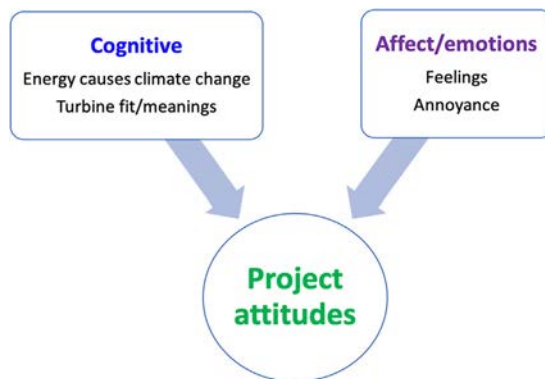 Cognitive
Energy causes climate change
Turbine fit/meanings
Affect/emotions
Feelings
Annoyance
Project
attitudes